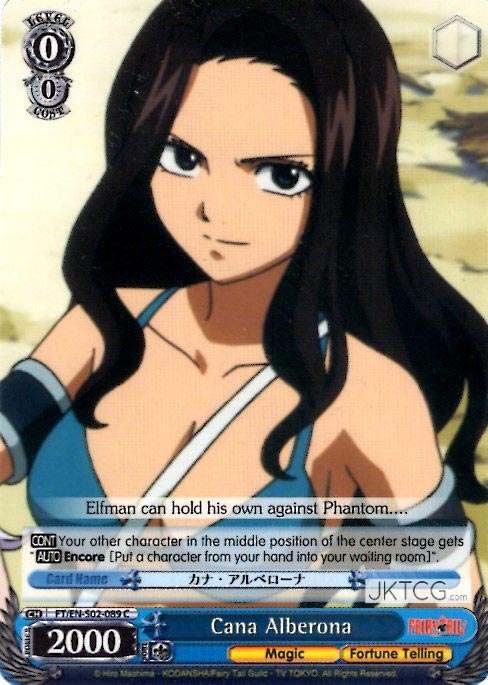 LEVEL
0
0
COST
Elfman can hold his own against Phantom....
CONT Your other character in the middle position of the center stage gets
"AUTO Encore [Put a character from your hand into your waiting room]".
Card Name カナ・アルベローナ
JKTCG.com
FT/EN-S02-089 C
POWER 2000
Cana Alberona
FAIRY TAIL
Magic
Fortune Telling
© Hiro Mashima・KODANSHA/Fairy Tail Guild・TV TOKYO. All Rights Reserved.